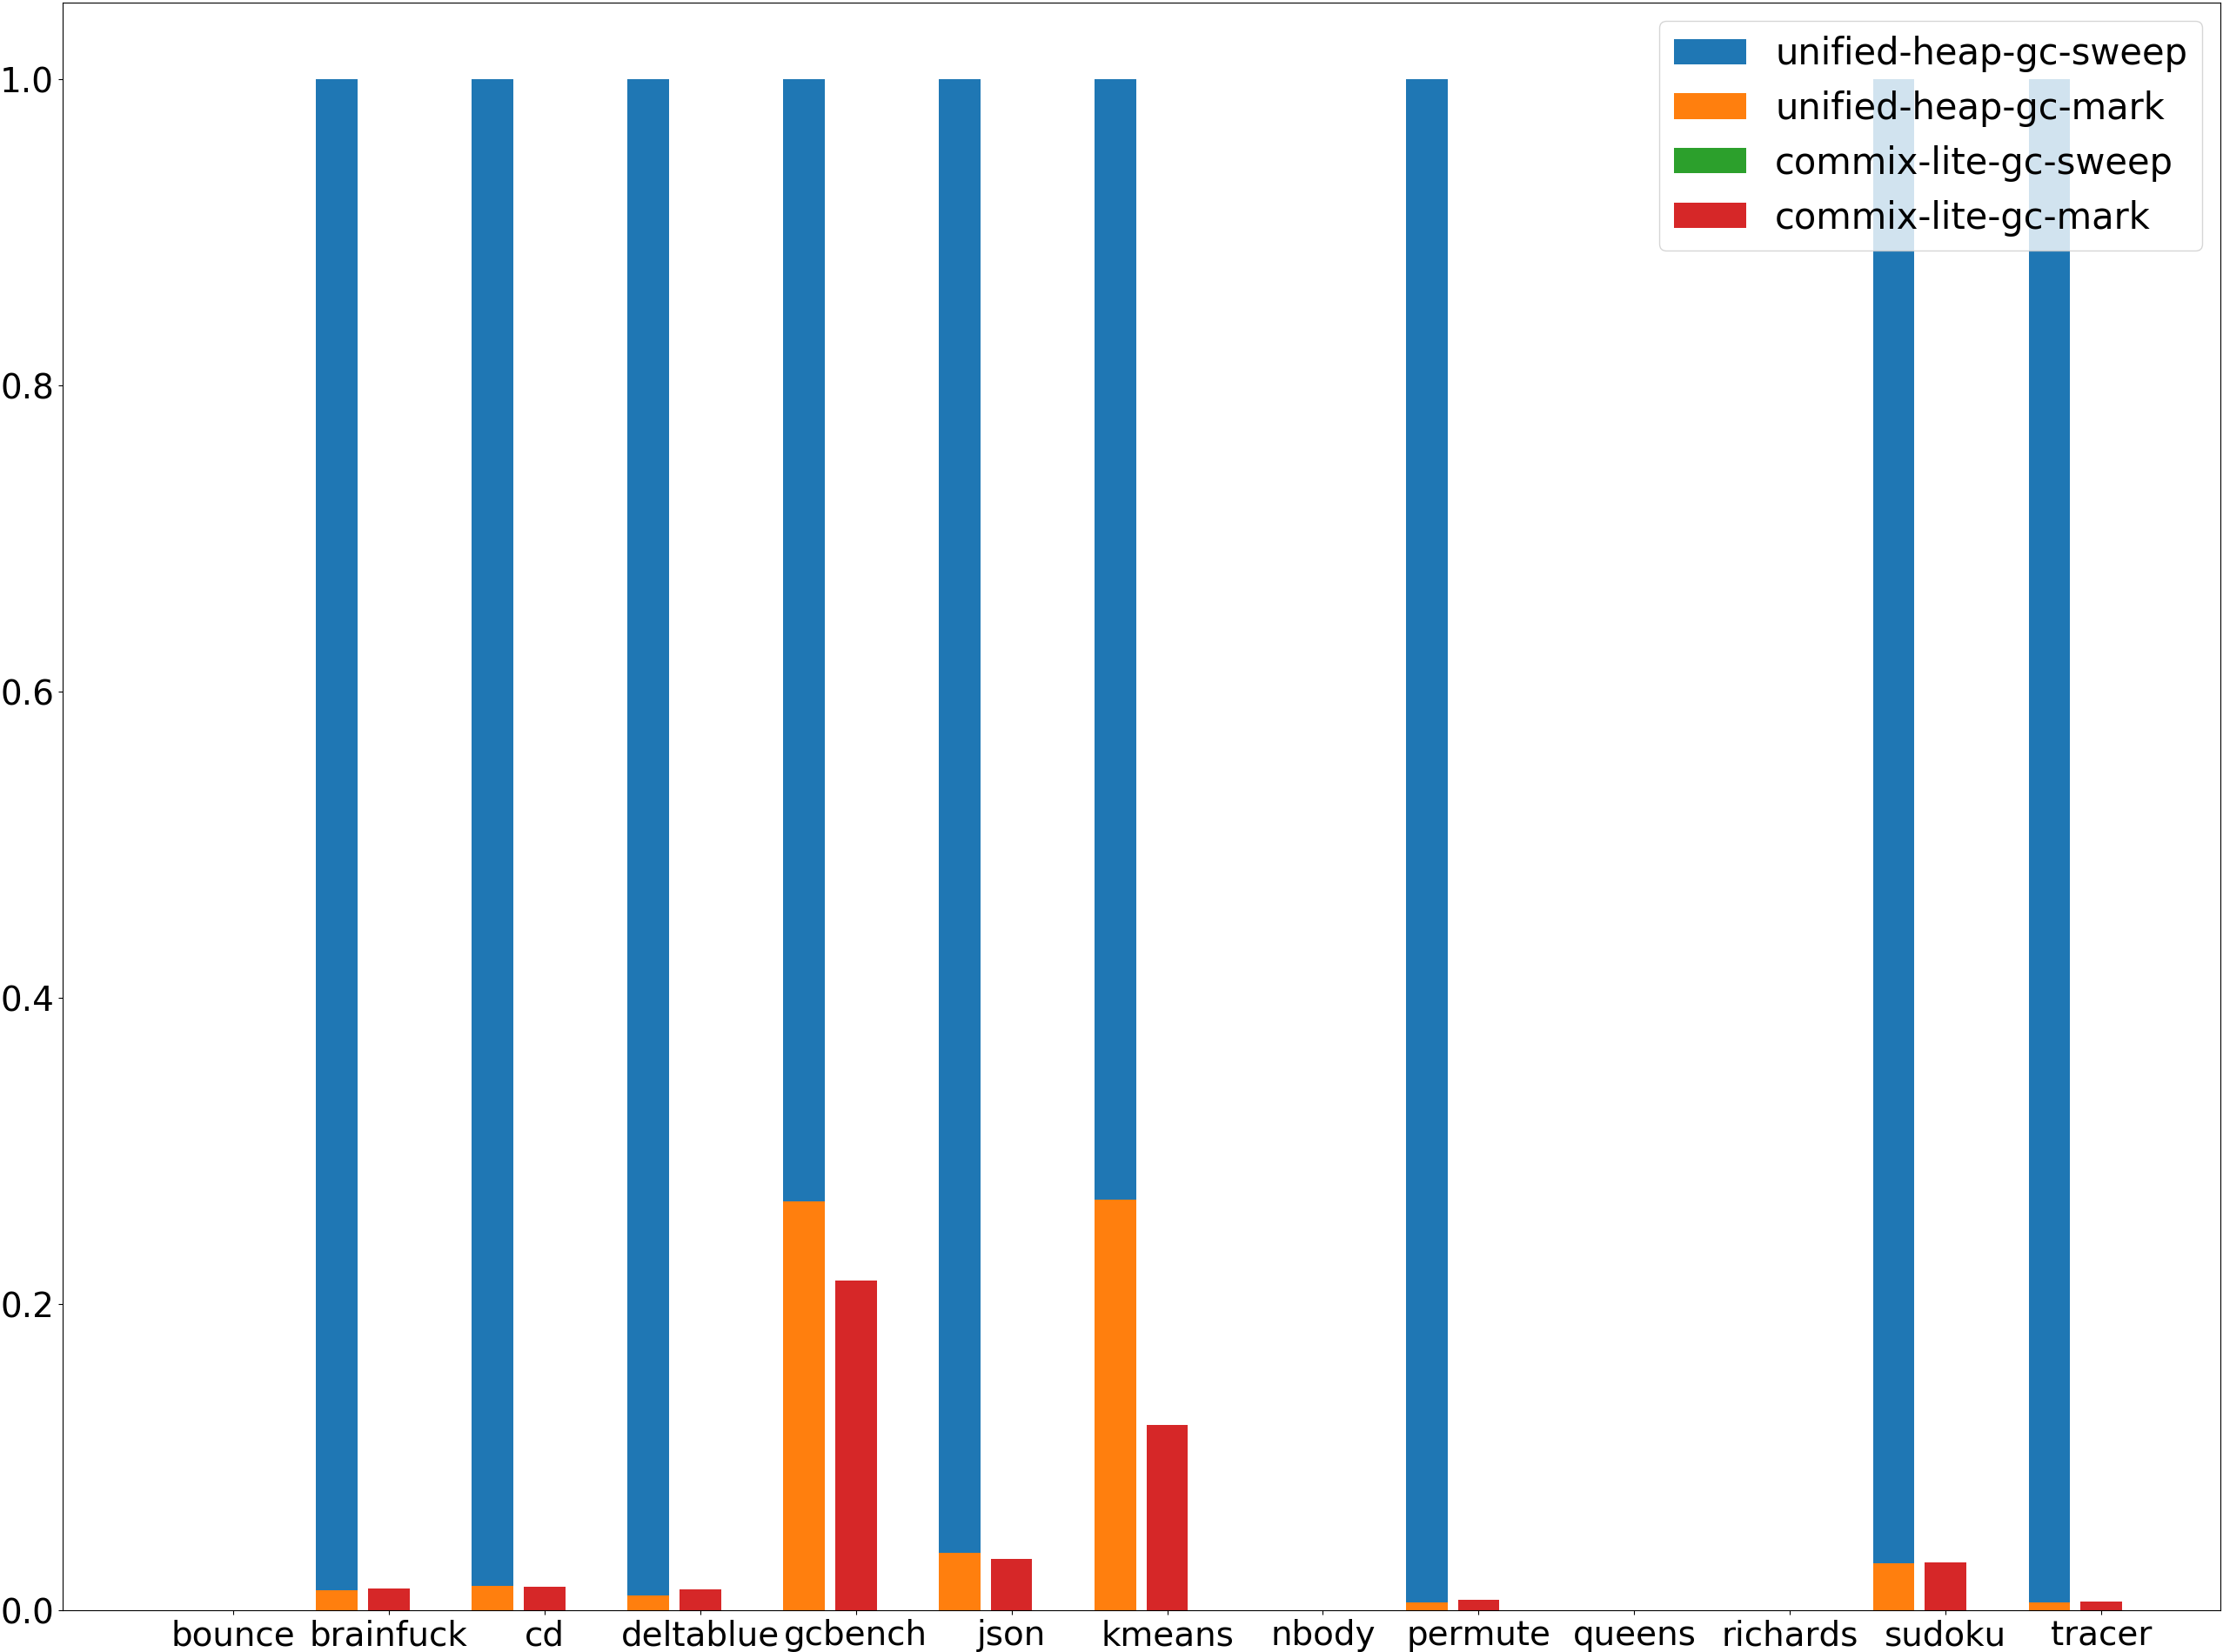 unified-heap-gc-sweep
unified-heap-gc-mark
commix-lite-gc-sweep
commix-lite-gc-mark
1.0
0.8
0.6
0.4
0.2
0.0
bounce brainfuck cd deltablue gcbench json kmeans nbody permute queens richards sudoku tracer